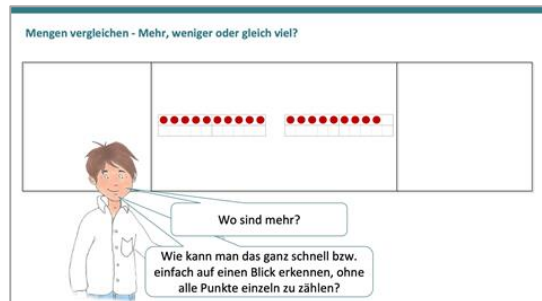 Mengen vergleichen - Mehr, weniger oder gleich viel?
Wo sind mehr?
Wie kann man das ganz schnell bzw.
einfach auf einen Blick erkennen, ohne
alle Punkte einzeln zu zählen?